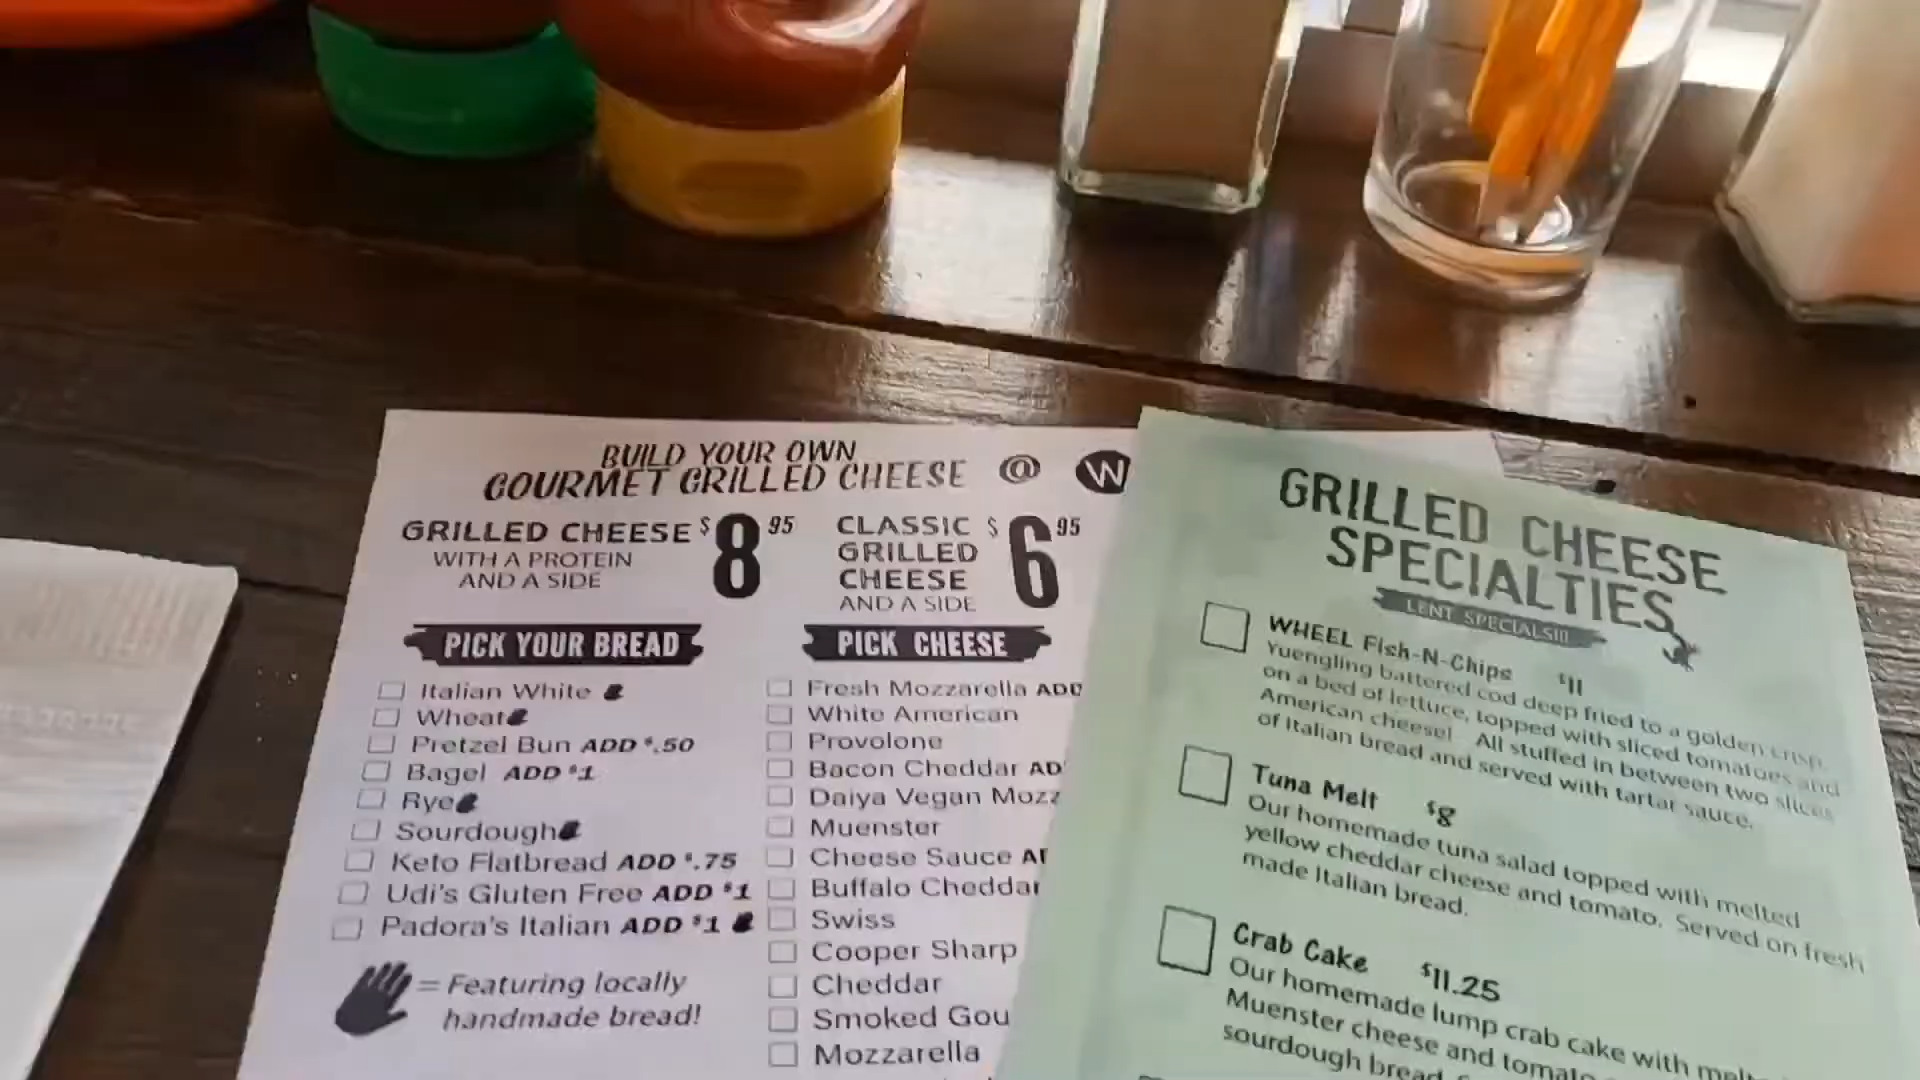 BUILD YOUR OWN
GOURMET GRILLED CHEESE @ W
GRILLED CHEESE $8.95
WITH A PROTEIN
AND A SIDE
CLASSIC $6.95
GRILLED
CHEESE
AND A SIDE
PICK YOUR BREAD
Italian White
Wheat
Pretzel Bun ADD $.50
Bagel ADD $1
Rye
Sourdough
Keto Flatbread ADD $.75
Udi's Gluten Free ADD $1
Padora's Italian ADD $1
= Featuring locally
handmade bread!
PICK CHEESE
Fresh Mozzarella ADD
White American
Provolone
Bacon Cheddar AD
Daiya Vegan Mozz
Muenster
Cheese Sauce
Buffalo Cheddar
Swiss
Cooper Sharp
Cheddar
Smoked Gou
Mozzarella
GRILLED CHEESE
SPECIALTIES
LENT SPECIALS!!!
WHEEL Fish-N-Chips $11
Yuengling battered cod deep fried to a golden crisp,
on a bed of lettuce, topped with sliced tomatoes and
American cheese! All stuffed in between two slices
of Italian bread and served with tartar sauce.
Tuna Melt $8
Our homemade tuna salad topped with melted
yellow cheddar cheese and tomato. Served on fresh
made Italian bread.
Crab Cake $11.25
Our homemade lump crab cake with
Muenster cheese and
sourdough bread